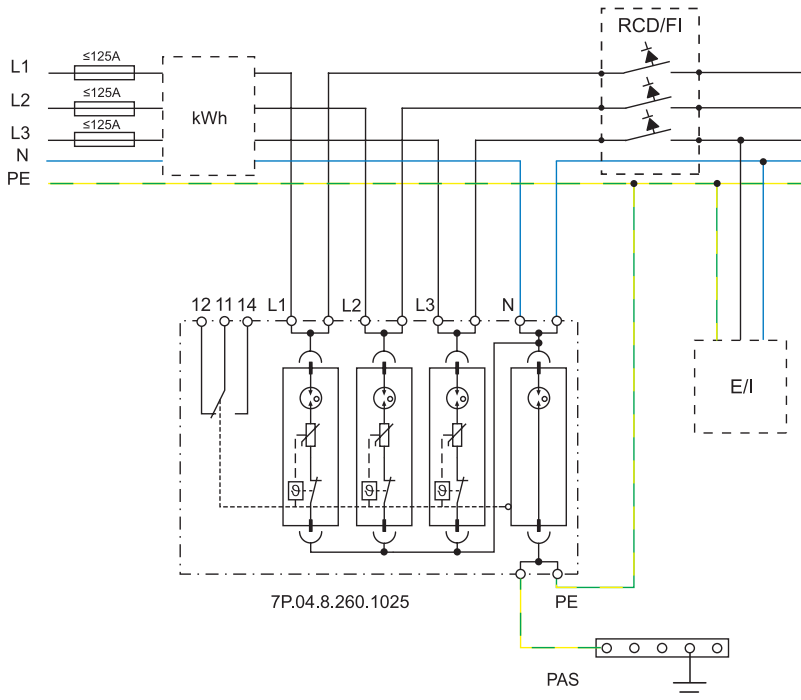 RCD/FI
L1 ≤125A
L2 ≤125A
kWh
L3 ≤125A
N
PE
12 11 14 L1 L2 L3 N
E/I
ϑ ϑ ϑ
7P.04.8.260.1025
PE
PAS